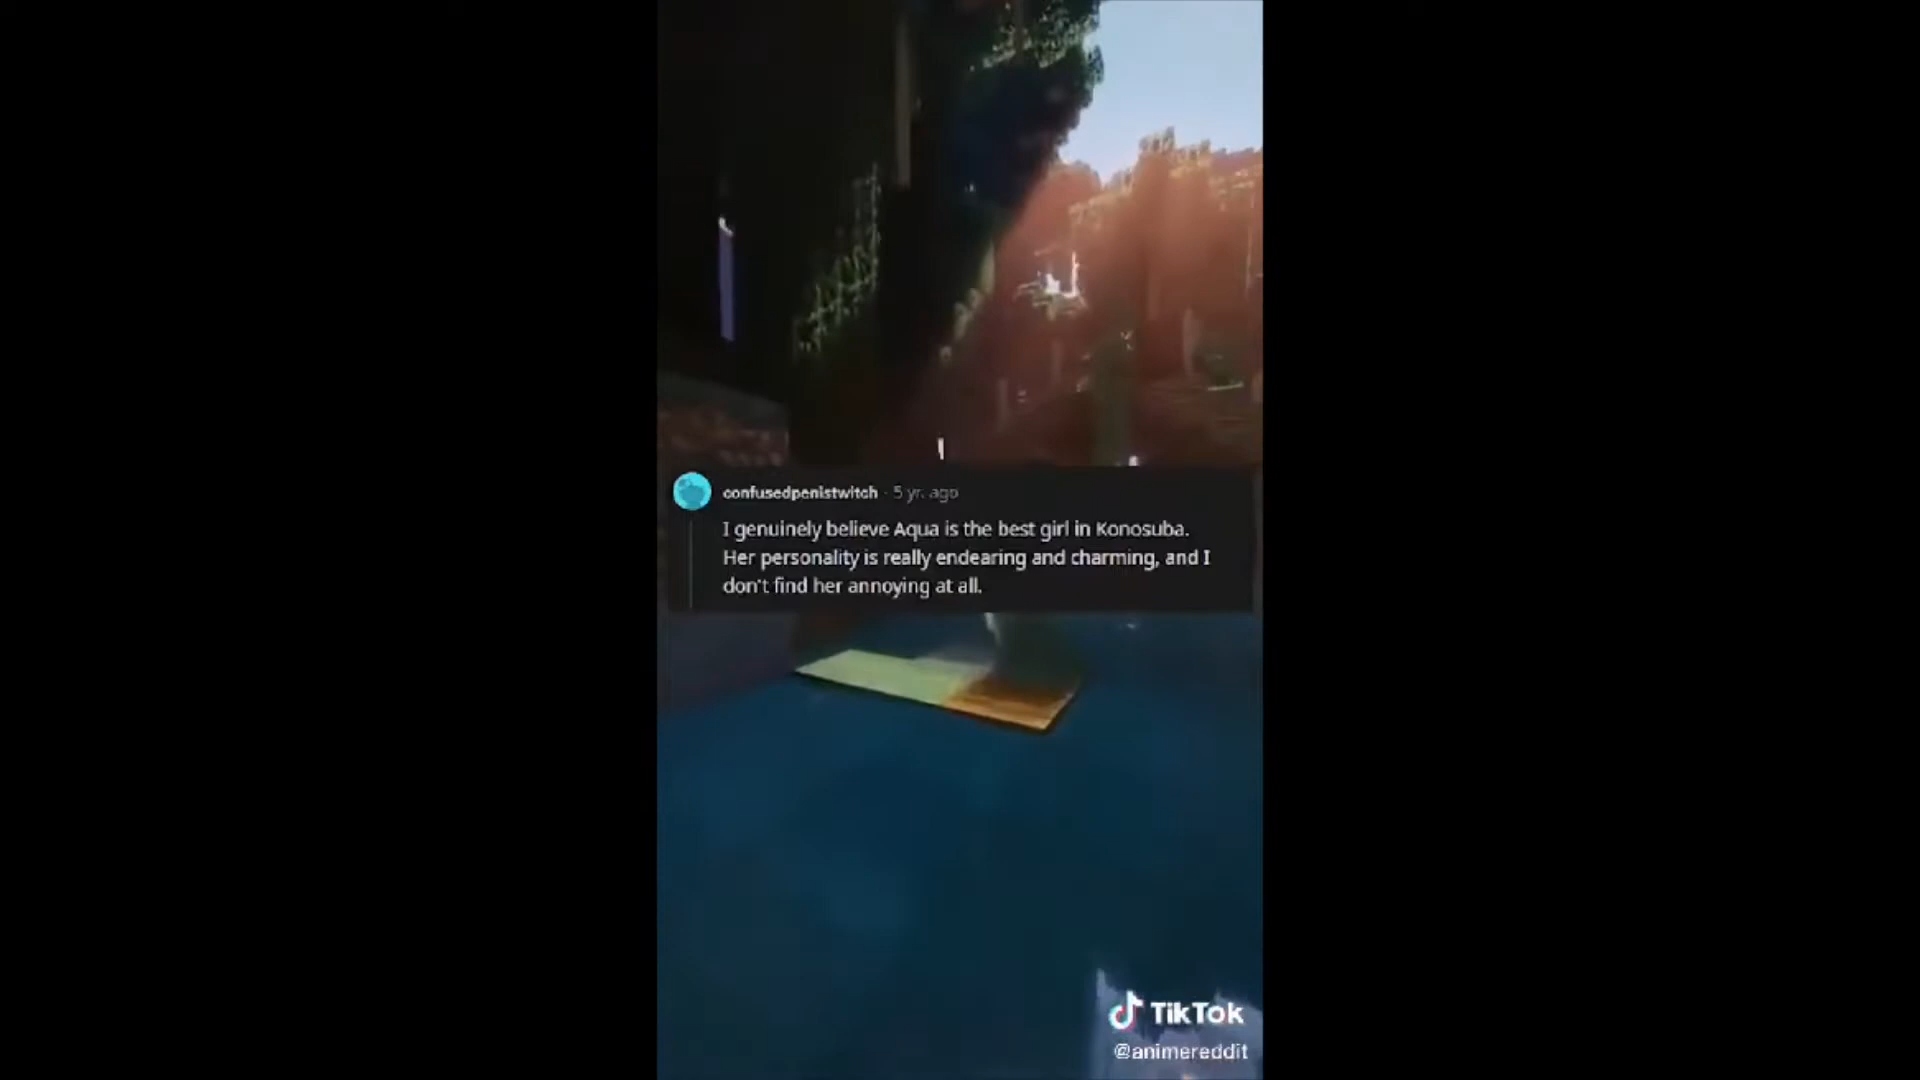 confusedpenistwitch · 5 yr. ago
I genuinely believe Aqua is the best girl in Konosuba.
Her personality is really endearing and charming, and I
don't find her annoying at all.
TikTok
@animereddit